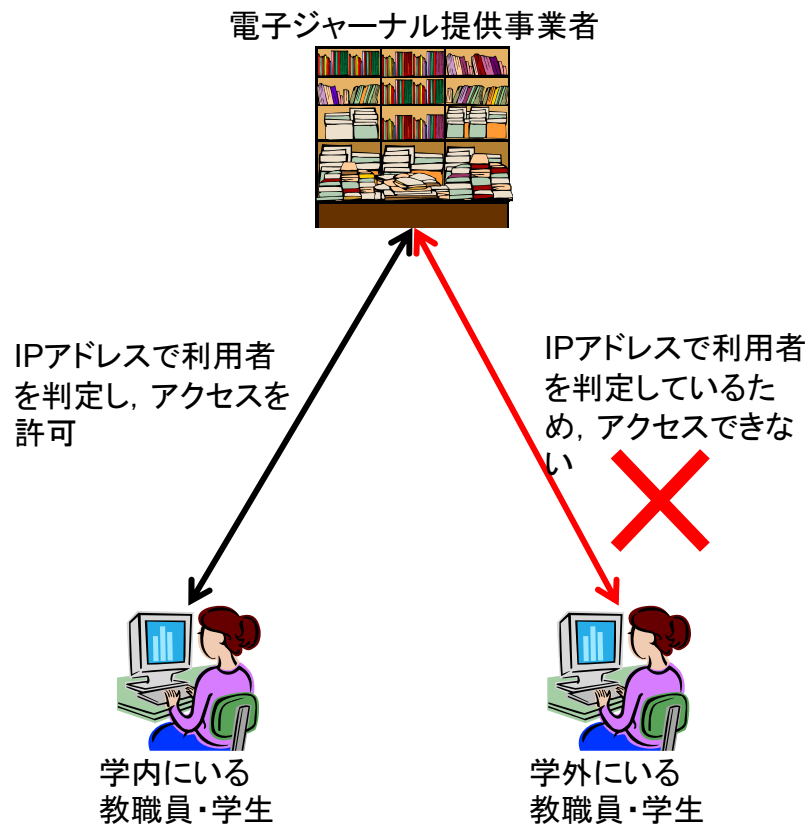 電子ジャーナル提供事業者
IPアドレスで利用者
を判定し，アクセスを
許可
IPアドレスで利用者
を判定しているた
め，アクセスできな
い
学内にいる
教職員・学生
学外にいる
教職員・学生